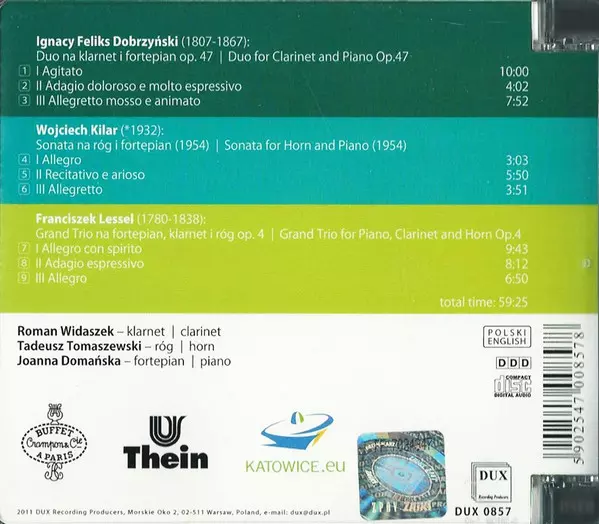 Ignacy Feliks Dobrzyński (1807-1867):
Duo na klarnet i fortepian op. 47 | Duo for Clarinet and Piano Op.47
1 I Agitato 10:00
2 II Adagio doloroso e molto espressivo 4:02
3 III Allegretto mosso e animato 7:52
Wojciech Kilar (*1932):
Sonata na róg i fortepian (1954) | Sonata for Horn and Piano (1954)
4 I Allegro 3:03
5 II Recitativo e arioso 5:50
6 III Allegretto 3:51
Franciszek Lessel (1780-1838):
Grand Trio na fortepian, klarnet i róg op. 4 | Grand Trio for Piano, Clarinet and Horn Op.4
7 I Allegro con spirito 9:43
8 II Adagio espressivo 8:12
9 III Allegro 6:50
total time: 59:25
Roman Widaszek – klarnet | clarinet
Tadeusz Tomaszewski – róg | horn
Joanna Domańska – fortepian | piano
POLSKI
ENGLISH
DDD
COMPACT
disc
DIGITAL AUDIO
5902547008578
BUFFET
Crampon & Cie
A PARIS
Thein
KATOWICE.eu
DUX
Recording Producers
2011 DUX Recording Producers, Morskie Oko 2, 02-511 Warsaw, Poland, e-mail: dux@dux.pl
DUX 0857